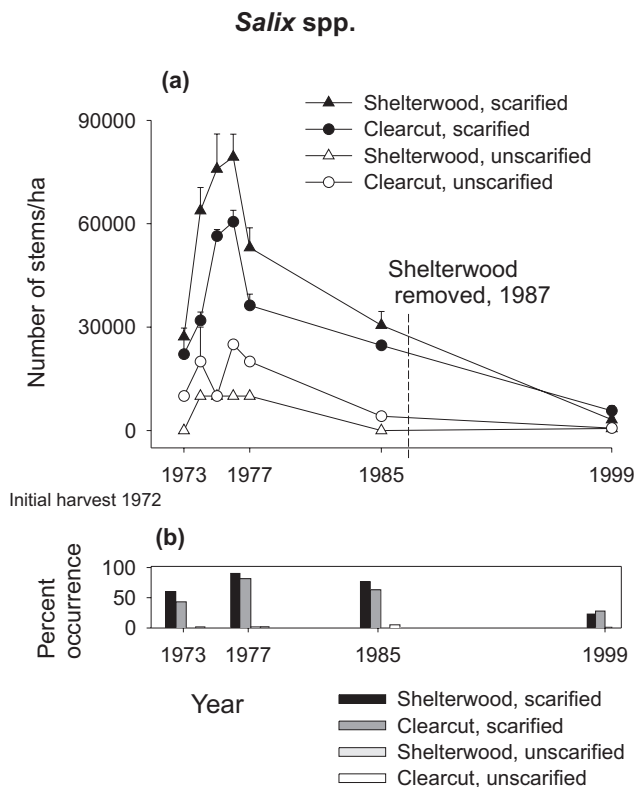 Salix spp.
(a)
Shelterwood, scarified
Clearcut, scarified
Shelterwood, unscarified
Clearcut, unscarified
90000
60000
30000
0
Number of stems/ha
Shelterwood
removed, 1987
1973 1977 1985 1999
Initial harvest 1972
(b)
100
50
0
Percent
occurrence
1973 1977 1985 1999
Year
Shelterwood, scarified
Clearcut, scarified
Shelterwood, unscarified
Clearcut, unscarified